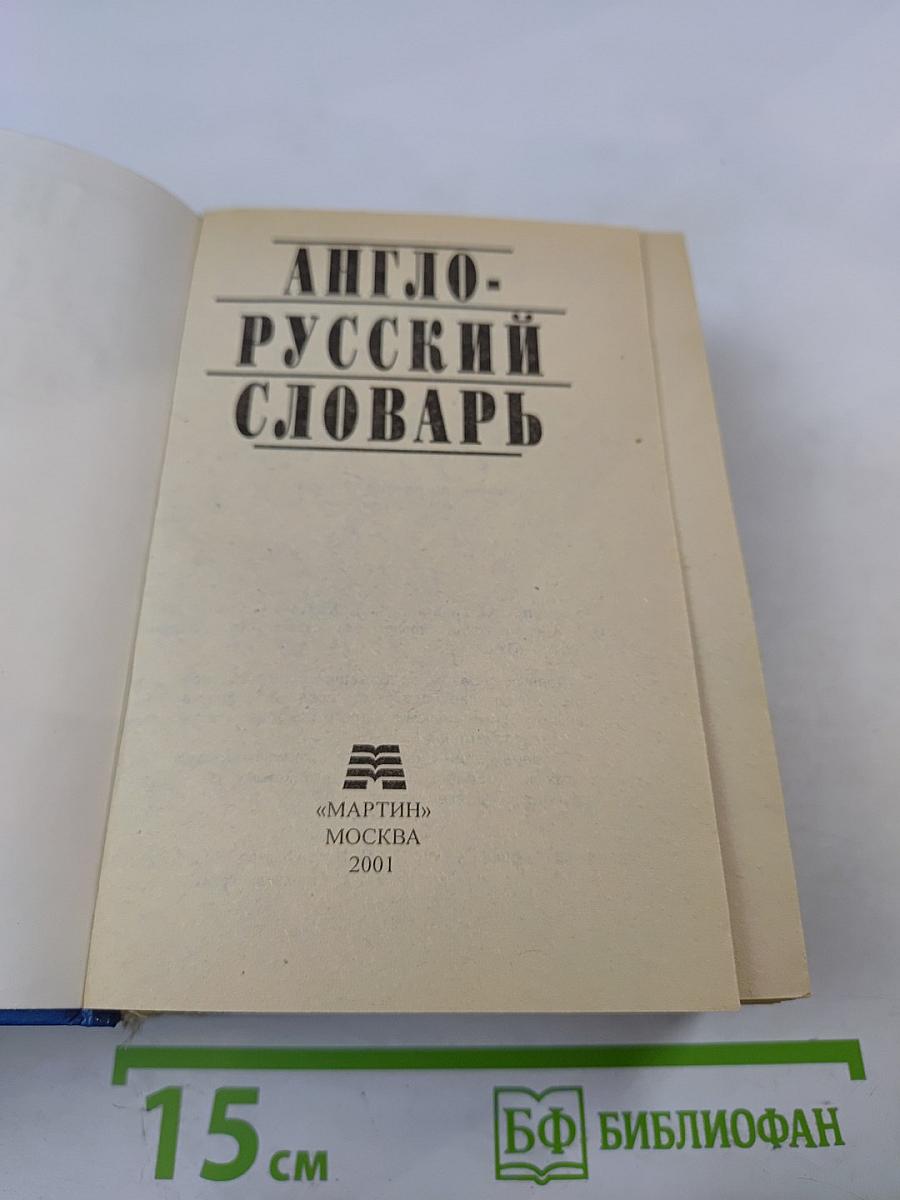 АНГЛО-
РУССКИЙ
СЛОВАРЬ
«МАРТИН»
МОСКВА
2001
15 см
БФ БИБЛИОФАН